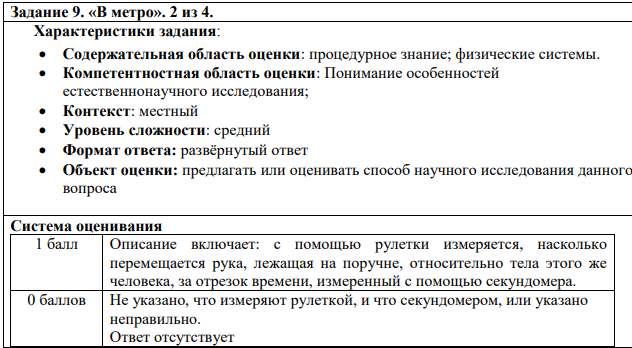 Задание 9. «В метро». 2 из 4.
Характеристики задания:
• Содержательная область оценки: процедурное знание; физические системы.
• Компетентностная область оценки: Понимание особенностей
естественнонаучного исследования;
• Контекст: местный
• Уровень сложности: средний
• Формат ответа: развёрнутый ответ
• Объект оценки: предлагать или оценивать способ научного исследования данного
вопроса
Система оценивания
1 балл Описание включает: с помощью рулетки измеряется, насколько
перемещается рука, лежащая на поручне, относительно тела этого же
человека, за отрезок времени, измеренный с помощью секундомера.
0 баллов Не указано, что измеряют рулеткой, и что секундомером, или указано
неправильно.
Ответ отсутствует